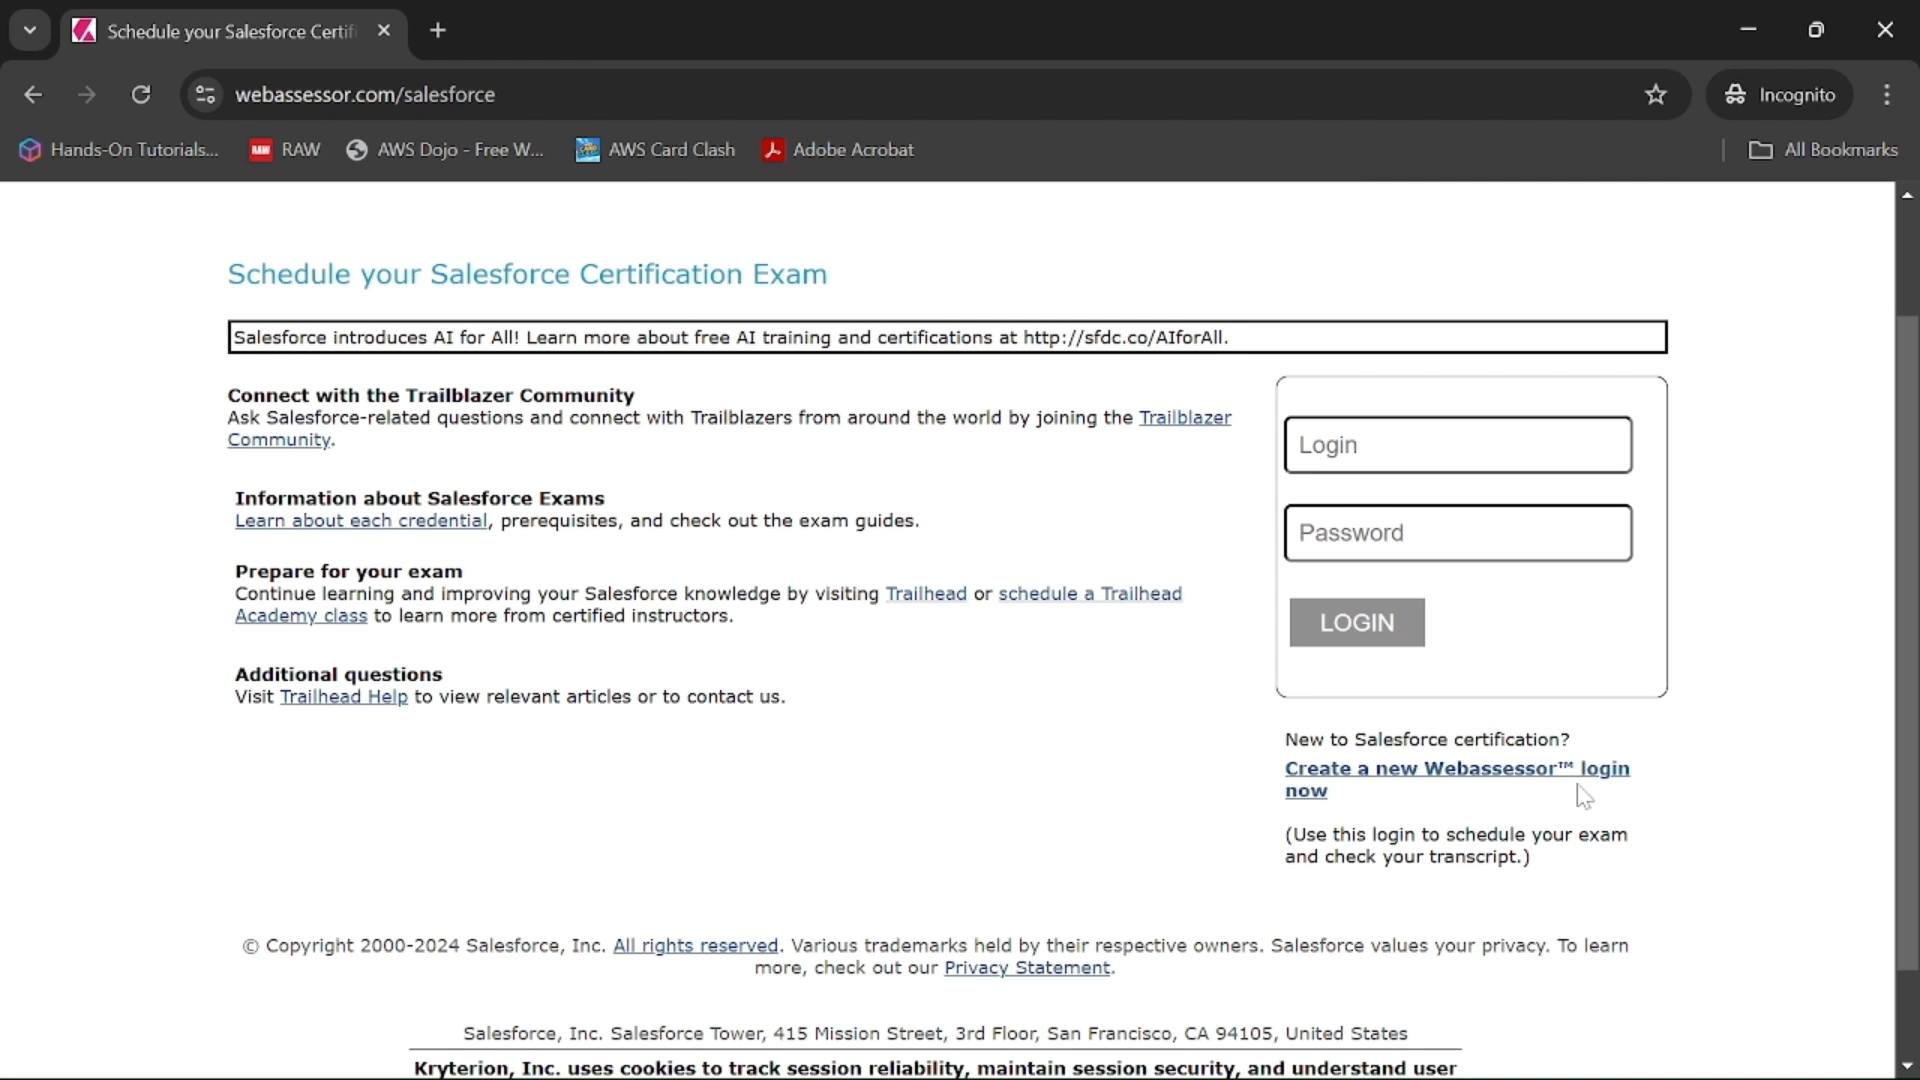 Schedule your Salesforce Certifi
webassessor.com/salesforce
Incognito
Hands-On Tutorials...
RAW
RAW
AWS Dojo - Free W...
AWS Card Clash
Adobe Acrobat
All Bookmarks
Schedule your Salesforce Certification Exam
Salesforce introduces AI for All! Learn more about free AI training and certifications at http://sfdc.co/AIforAll.
Connect with the Trailblazer Community
Ask Salesforce-related questions and connect with Trailblazers from around the world by joining the Trailblazer
Community.
Information about Salesforce Exams
Learn about each credential, prerequisites, and check out the exam guides.
Prepare for your exam
Continue learning and improving your Salesforce knowledge by visiting Trailhead or schedule a Trailhead
Academy class to learn more from certified instructors.
Additional questions
Visit Trailhead Help to view relevant articles or to contact us.
Login
Password
LOGIN
New to Salesforce certification?
Create a new Webassessor™ login
now
(Use this login to schedule your exam
and check your transcript.)
© Copyright 2000-2024 Salesforce, Inc. All rights reserved. Various trademarks held by their respective owners. Salesforce values your privacy. To learn
more, check out our Privacy Statement.
Salesforce, Inc. Salesforce Tower, 415 Mission Street, 3rd Floor, San Francisco, CA 94105, United States
Kryterion, Inc. uses cookies to track session reliability, maintain session security, and understand user